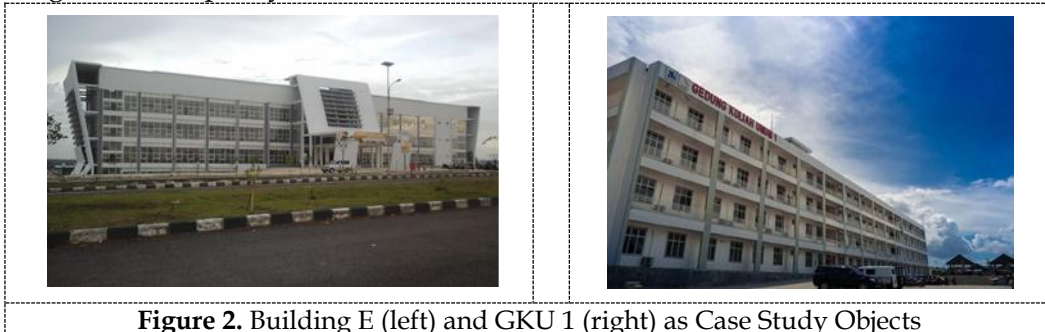 GEDUNG KULIAH UMUM 1
Figure 2. Building E (left) and GKU 1 (right) as Case Study Objects